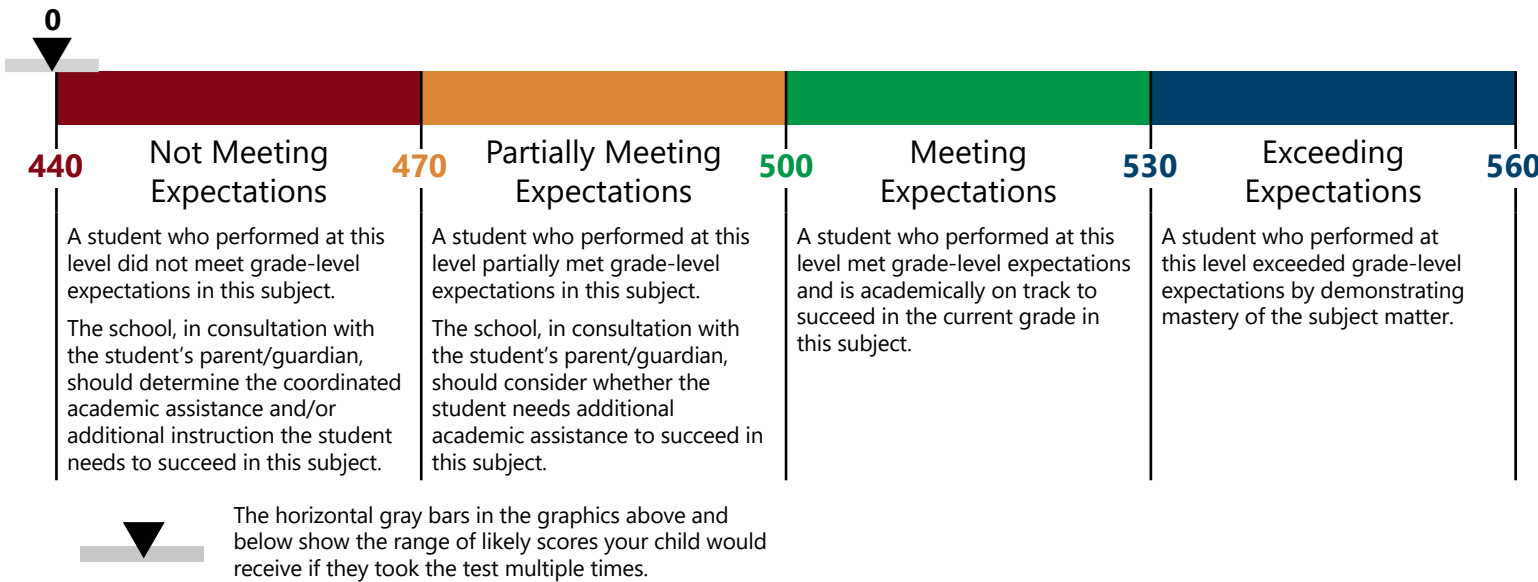 0
440
Not Meeting
Expectations
470
Partially Meeting
Expectations
500
Meeting
Expectations
530
Exceeding
Expectations
560
A student who performed at this
level did not meet grade-level
expectations in this subject.
The school, in consultation with
the student’s parent/guardian,
should determine the coordinated
academic assistance and/or
additional instruction the student
needs to succeed in this subject.
A student who performed at this
level partially met grade-level
expectations in this subject.
The school, in consultation with
the student’s parent/guardian,
should consider whether the
student needs additional
academic assistance to succeed in
this subject.
A student who performed at this
level met grade-level expectations
and is academically on track to
succeed in the current grade in
this subject.
A student who performed at
this level exceeded grade-level
expectations by demonstrating
mastery of the subject matter.
The horizontal gray bars in the graphics above and
below show the range of likely scores your child would
receive if they took the test multiple times.